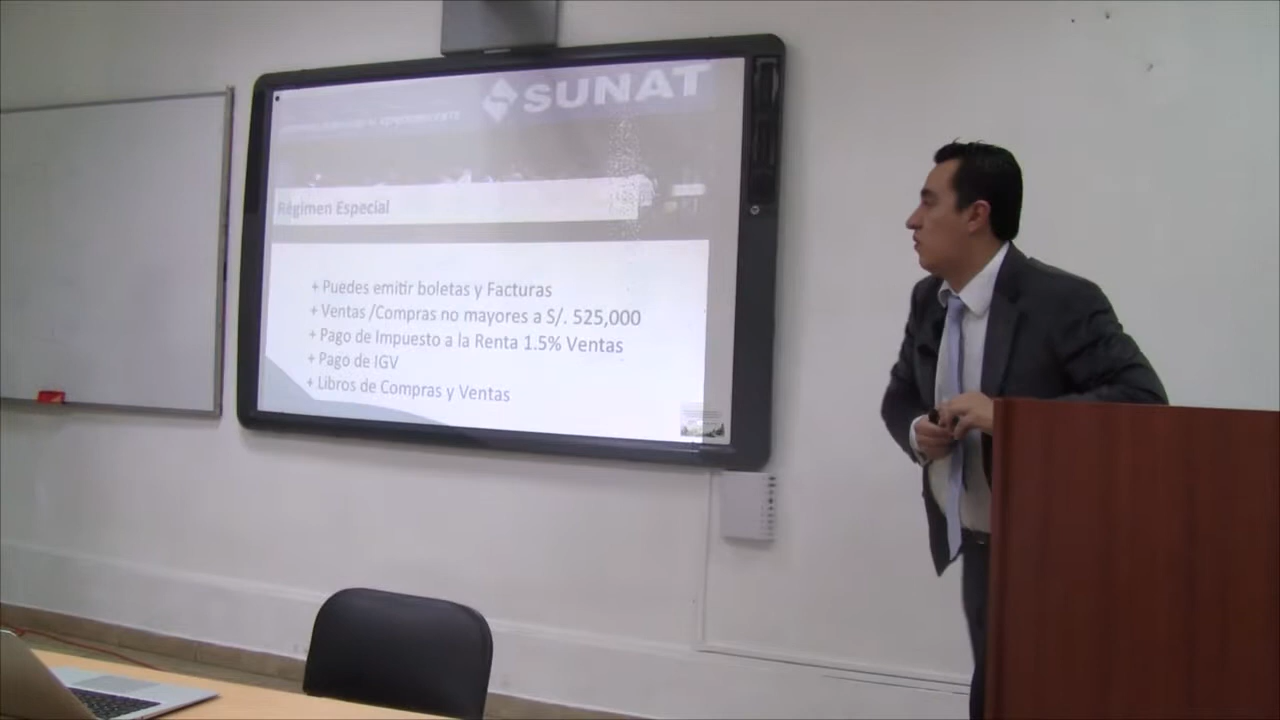 SUNAT
Régimen Especial
+ Puedes emitir boletas y Facturas
+ Ventas /Compras no mayores a S/. 525,000
+ Pago de Impuesto a la Renta 1.5% Ventas
+ Pago de IGV
+ Libros de Compras y Ventas